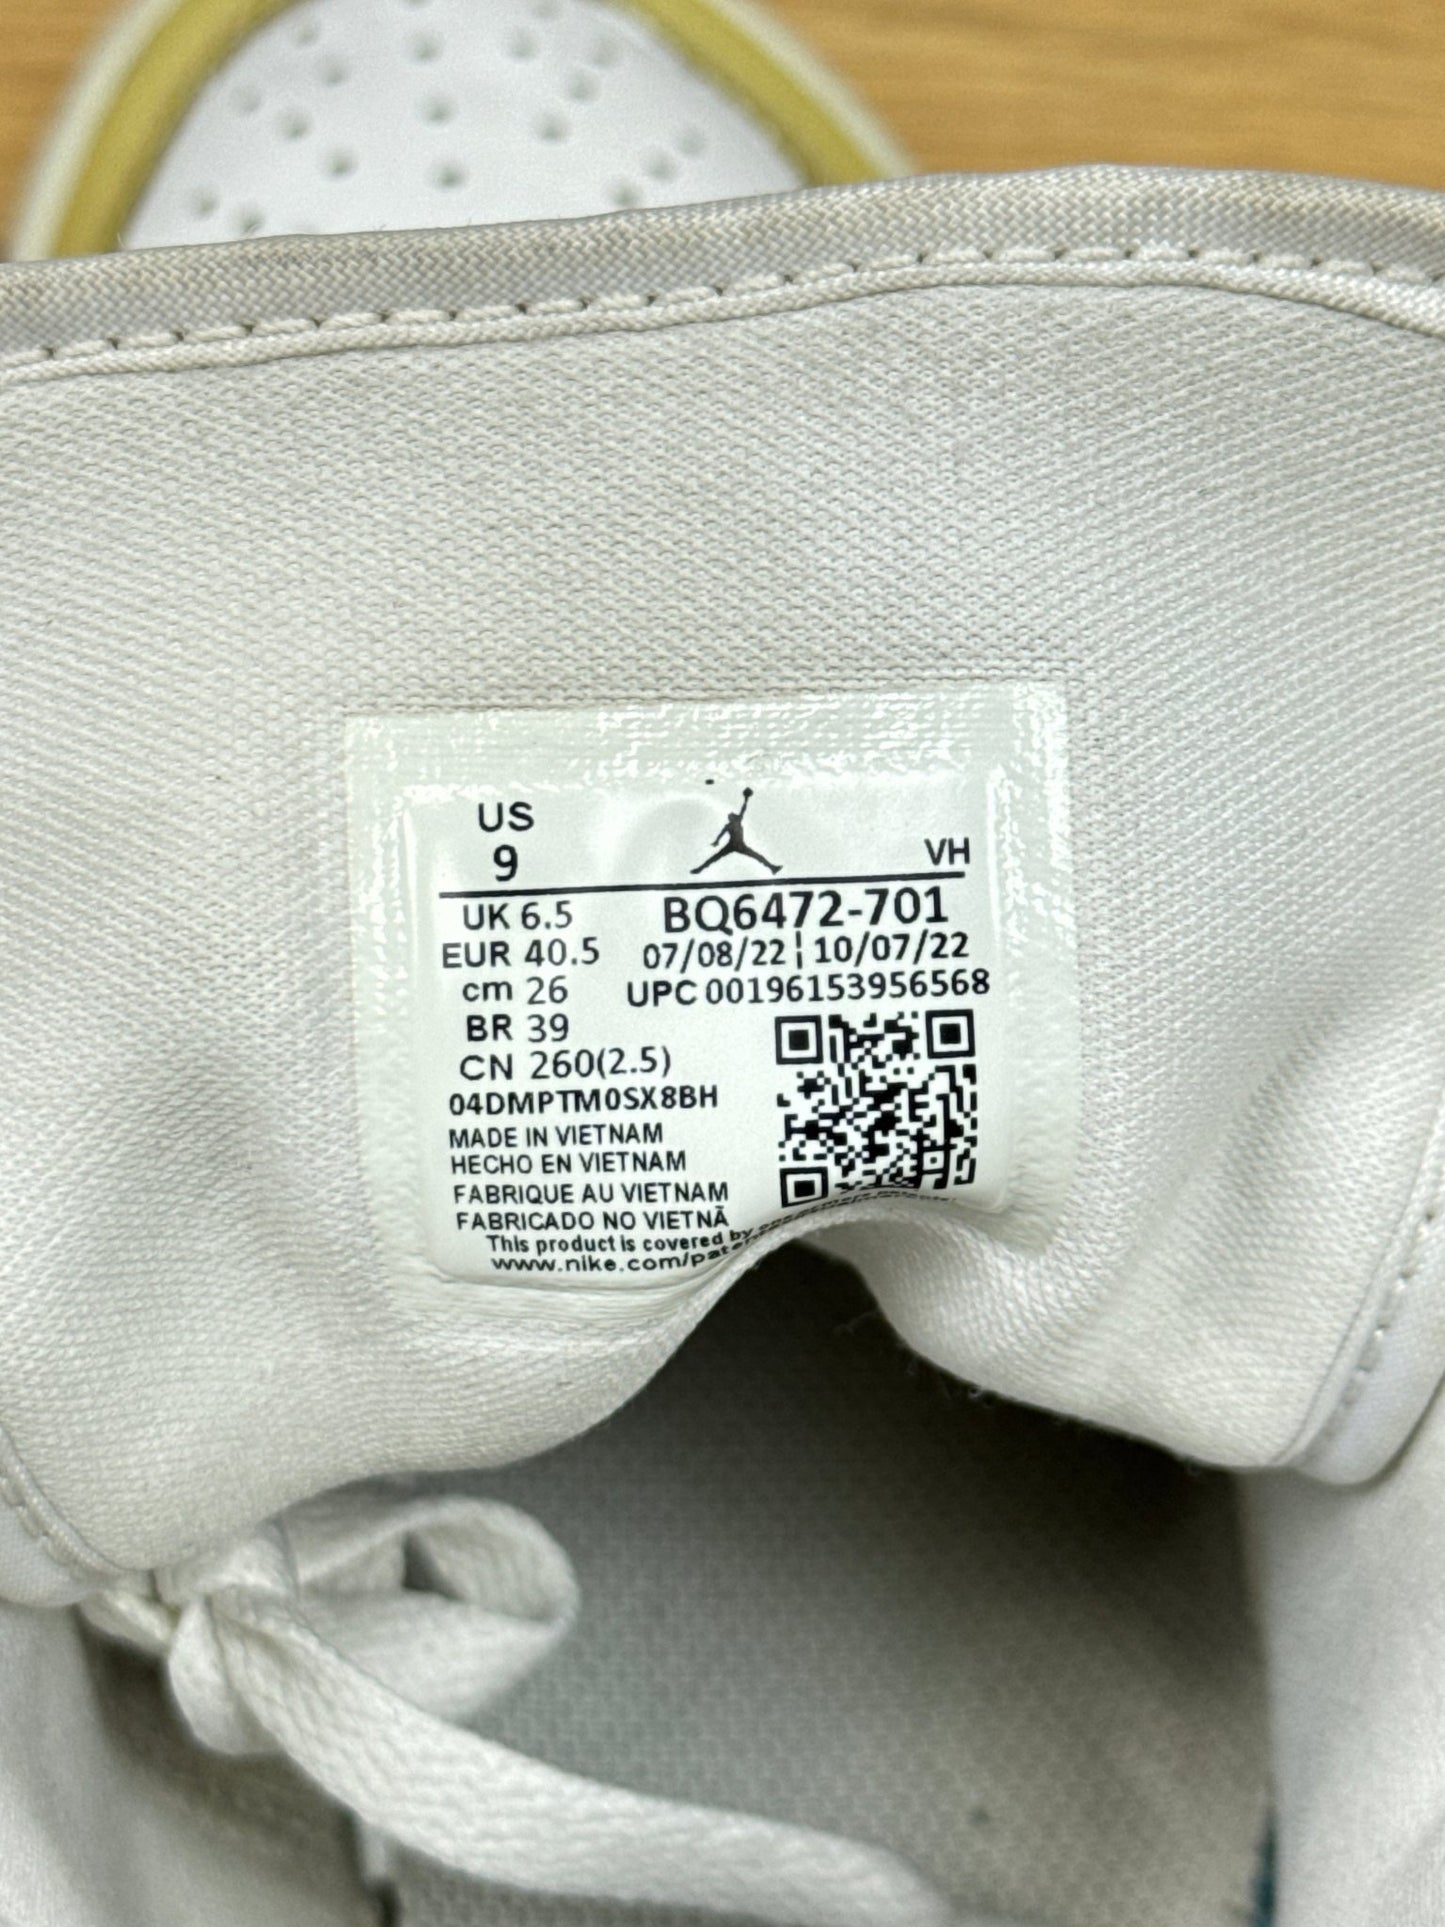 US
9
VH
UK 6.5
BQ6472-701
EUR 40.5
07/08/22 ¦ 10/07/22
cm 26
UPC 00196153956568
BR 39
CN 260(2.5)
04DMPTM0SX8BH
MADE IN VIETNAM
HECHO EN VIETNAM
FABRIQUE AU VIETNAM
FABRICADO NO VIETNÃ
This product is covered by
www.nike.com/paten